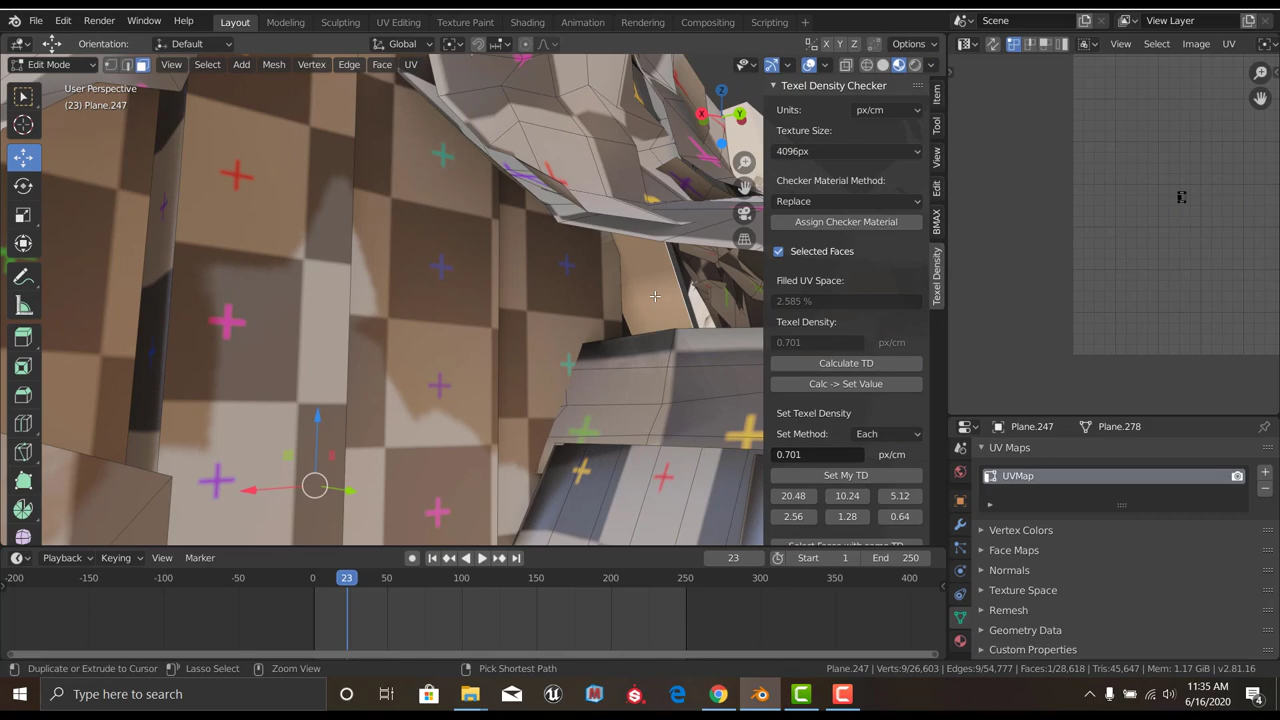 File Edit Render Window Help Layout Modeling Sculpting UV Editing Texture Paint Shading Animation Rendering Compositing Scripting + Scene View Layer
Orientation: Default Global X Y Z Options View Select Image UV
Edit Mode View Select Add Mesh Vertex Edge Face UV
User Perspective
(23) Plane.247
Z
X Y
Texel Density Checker
Units: px/cm
Texture Size:
4096px
Checker Material Method:
Replace
Assign Checker Material
Selected Faces
Filled UV Space:
2.585 %
Texel Density:
0.701 px/cm
Calculate TD
Calc -> Set Value
Set Texel Density
Set Method: Each
0.701 px/cm
Set My TD
20.48 10.24 5.12
2.56 1.28 0.64
Item
Tool
View
Edit
BMAX
Texel Density
Plane.247 Plane.278
UV Maps
UVMap
Vertex Colors
Face Maps
Normals
Texture Space
Remesh
Geometry Data
Custom Properties
Playback Keying View Marker 23 Start 1 End 250
-200 -150 -100 -50 0 23 50 100 150 200 250 300 350 400
Duplicate or Extrude to Cursor Lasso Select Zoom View Pick Shortest Path Plane.247 | Verts:9/26,603 | Edges:9/54,777 | Faces:1/28,618 | Tris:45,647 | Mem: 1.17 GiB | v2.81.16
Type here to search
11:35 AM
6/16/2020
4